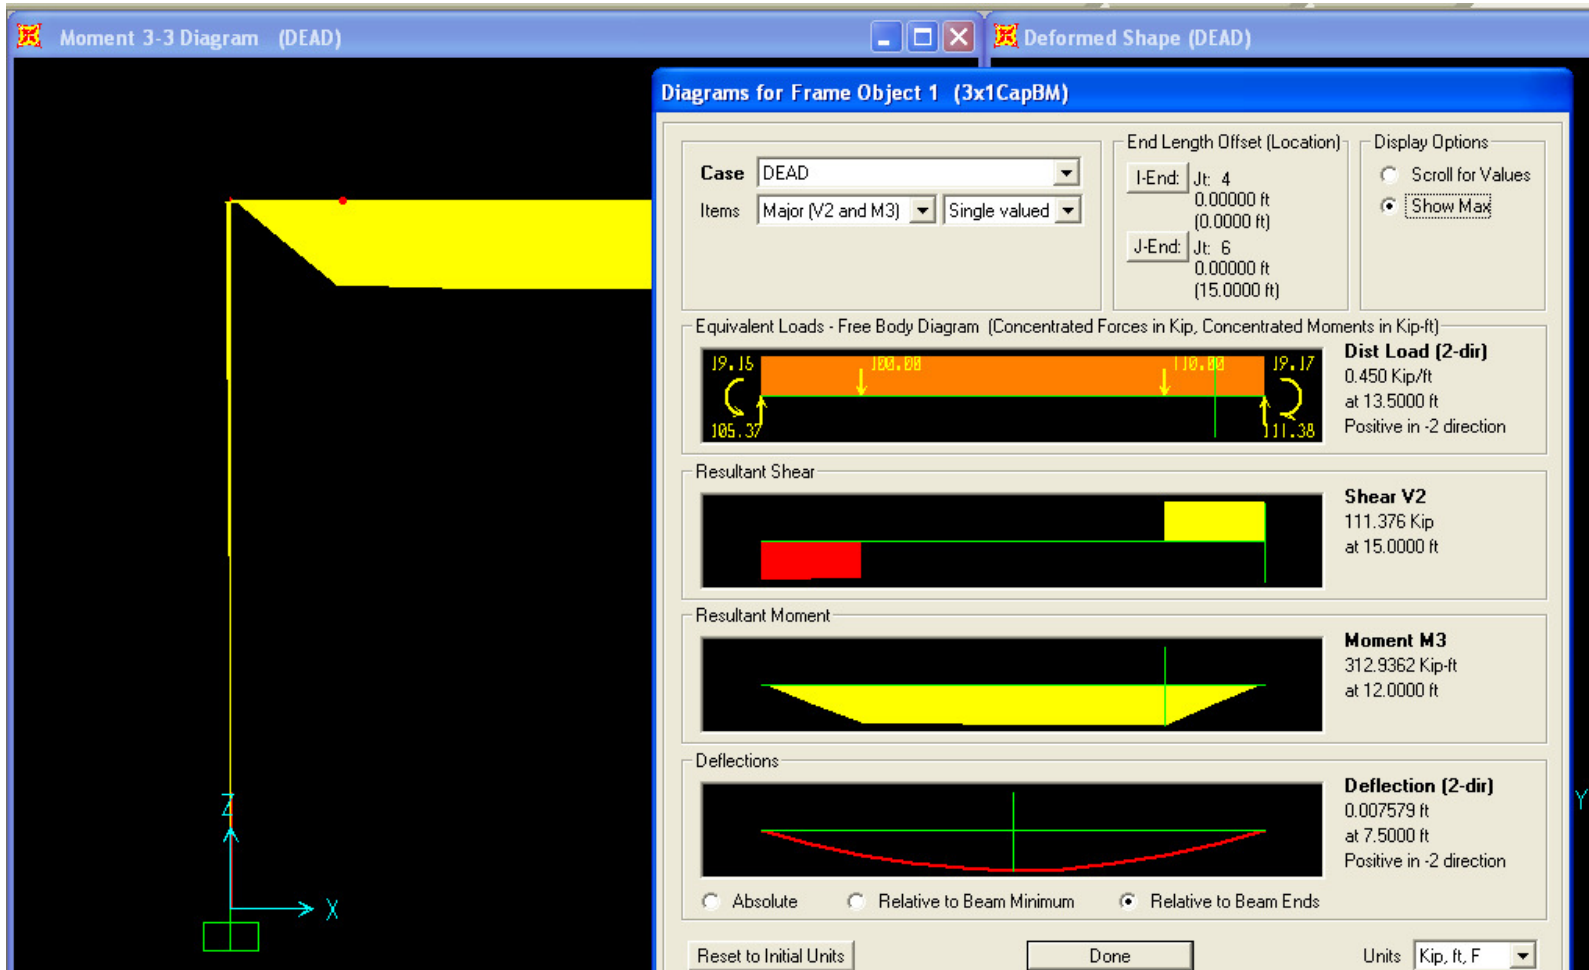 Moment 3-3 Diagram (DEAD)
Deformed Shape (DEAD)
Diagrams for Frame Object 1 (3x1CapBM)
Case DEAD
Items Major (V2 and M3) Single valued
End Length Offset (Location)
I-End: Jt: 4
0.00000 ft
(0.0000 ft)
J-End: Jt: 6
0.00000 ft
(15.0000 ft)
Display Options
Scroll for Values
Show Max
Equivalent Loads - Free Body Diagram (Concentrated Forces in Kip, Concentrated Moments in Kip-ft)
19.15 100.00 110.00 19.17
105.37 111.38
Dist Load (2-dir)
0.450 Kip/ft
at 13.5000 ft
Positive in -2 direction
Resultant Shear
Shear V2
111.376 Kip
at 15.0000 ft
Resultant Moment
Moment M3
312.9362 Kip-ft
at 12.0000 ft
Deflections
Deflection (2-dir)
0.007579 ft
at 7.5000 ft
Positive in -2 direction
Absolute Relative to Beam Minimum Relative to Beam Ends
Reset to Initial Units Done Units Kip, ft, F
Z
X
Y